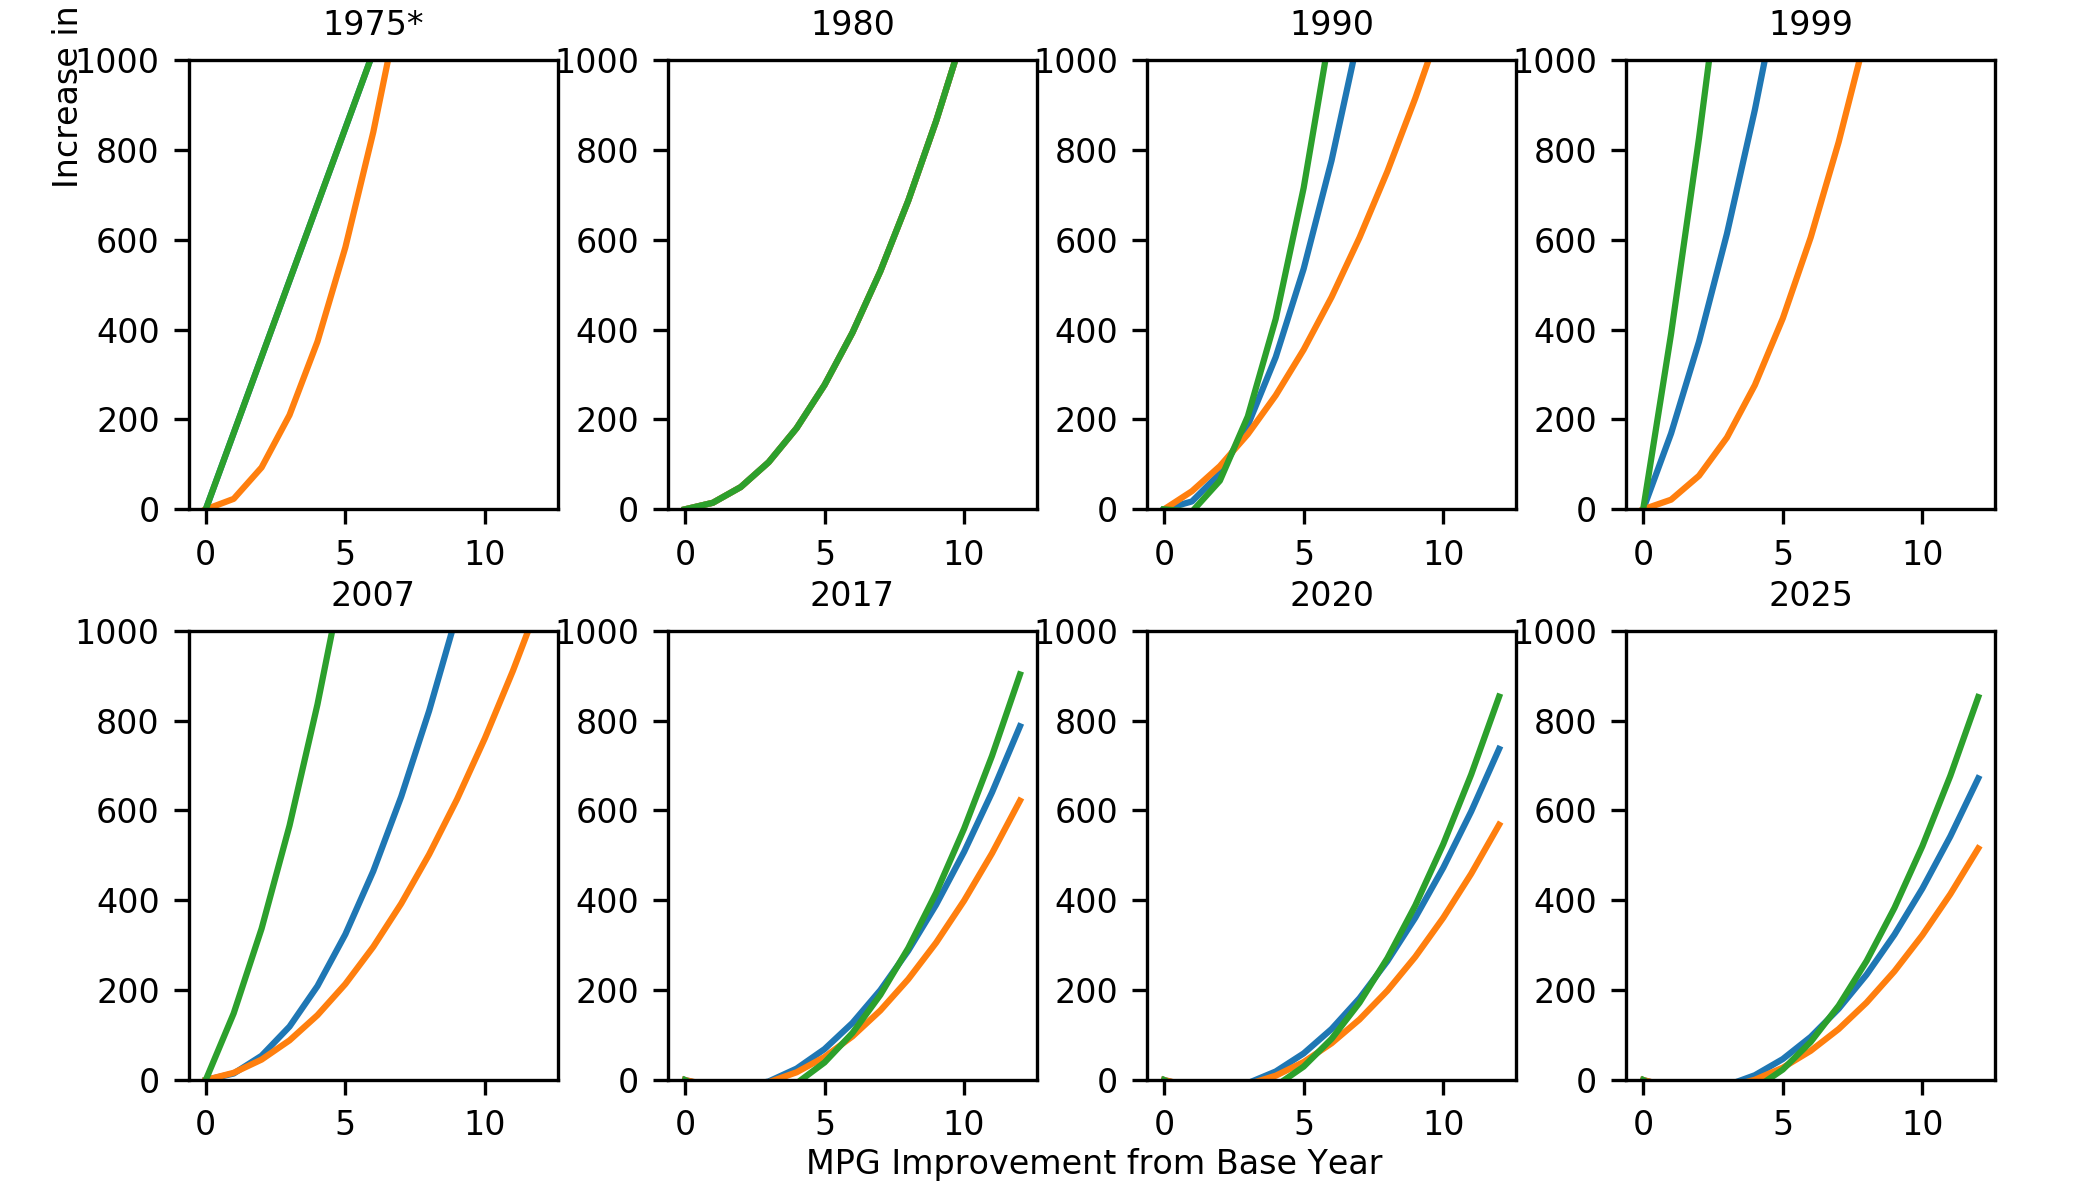 Increase in
1975*
1980
1990
1999
1000 1000 1000 1000
800 800 800 800
600 600 600 600
400 400 400 400
200 200 200 200
0 0 0 0
0 5 10 0 5 10 0 5 10 0 5 10
2007
2017
2020
2025
1000 1000 1000 1000
800 800 800 800
600 600 600 600
400 400 400 400
200 200 200 200
0 0 0 0
0 5 10 0 5 10 0 5 10 0 5 10
MPG Improvement from Base Year